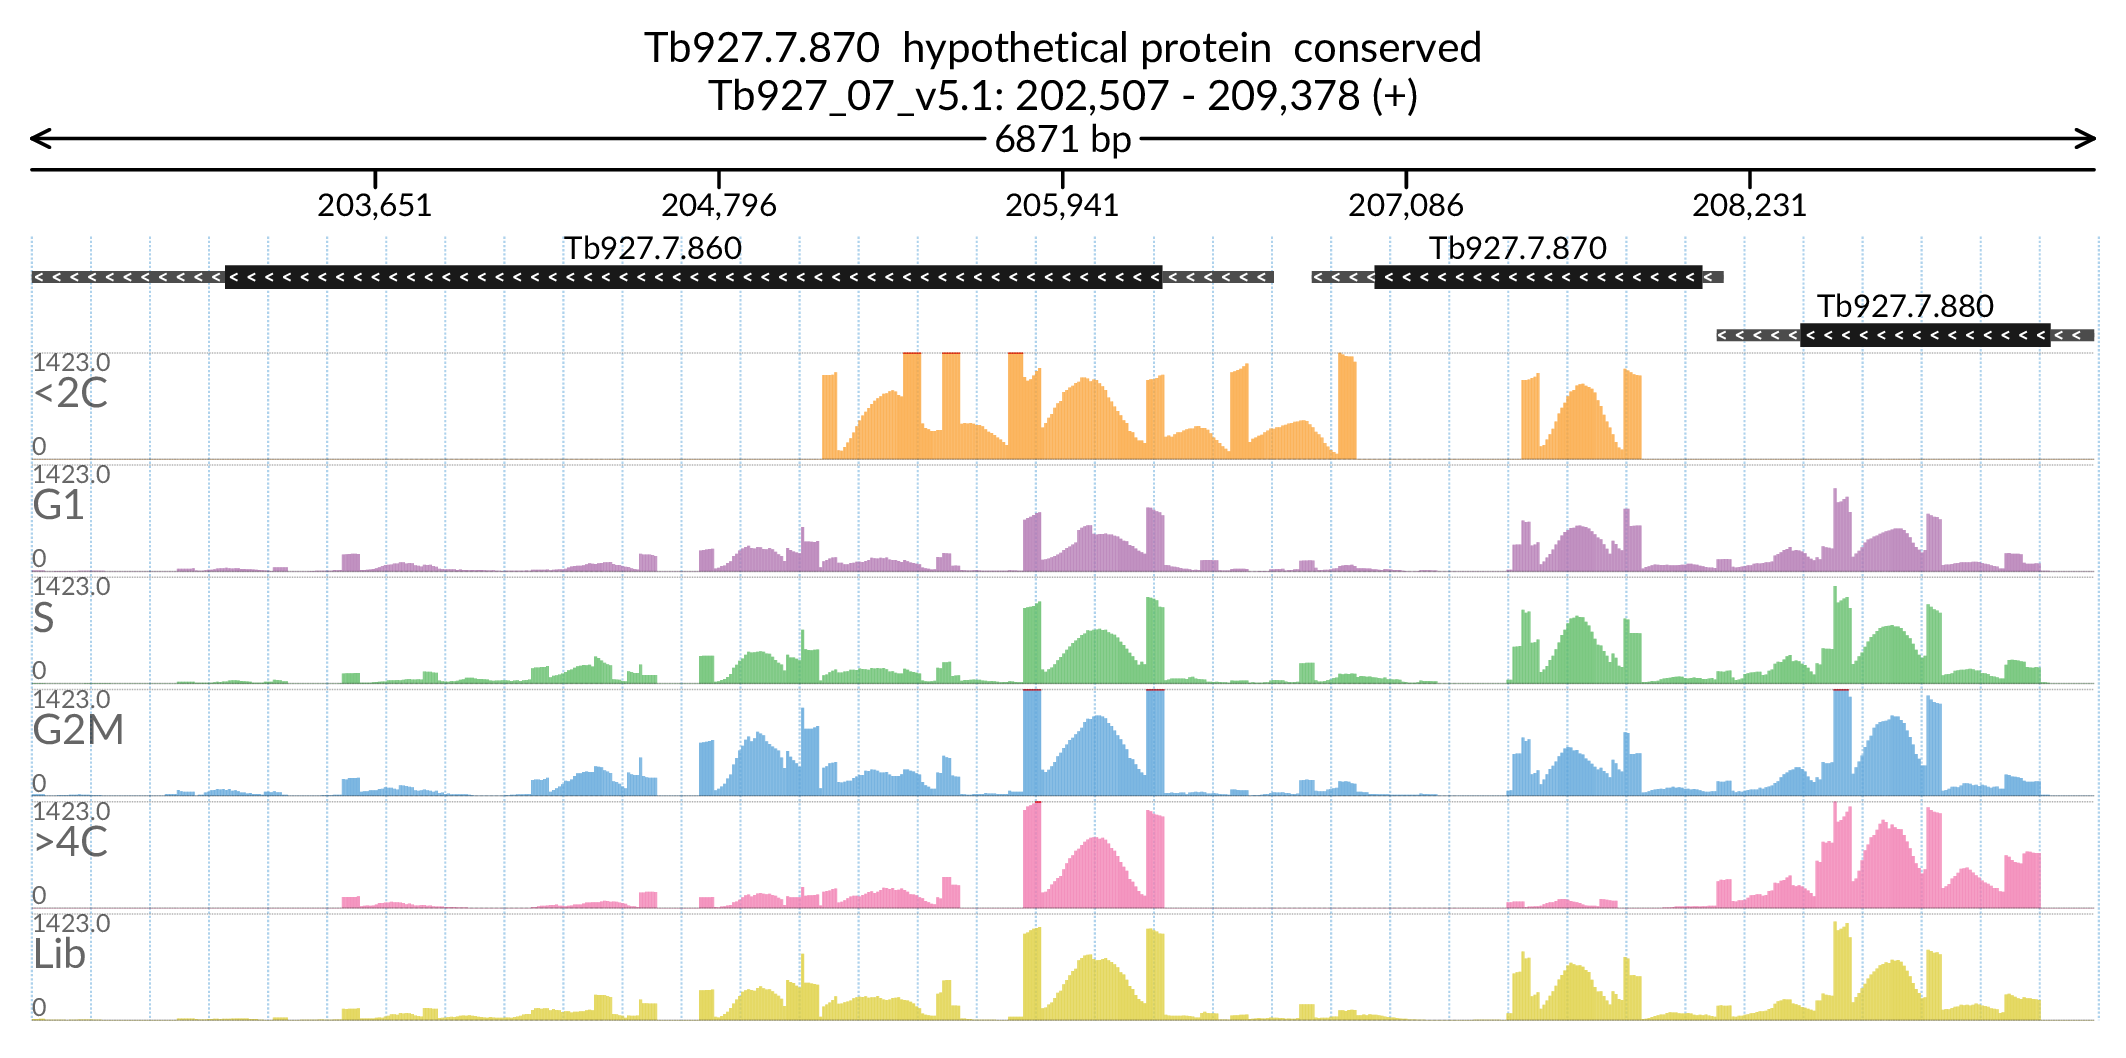 Tb927.7.870  hypothetical protein  conserved
Tb927_07_v5.1: 202,507 - 209,378 (+)
6871 bp
203,651 204,796 205,941 207,086 208,231
Tb927.7.860 Tb927.7.870
Tb927.7.880
1423.0
<2C
0
1423.0
G1
0
1423.0
S
0
1423.0
G2M
0
1423.0
>4C
0
1423.0
Lib
0